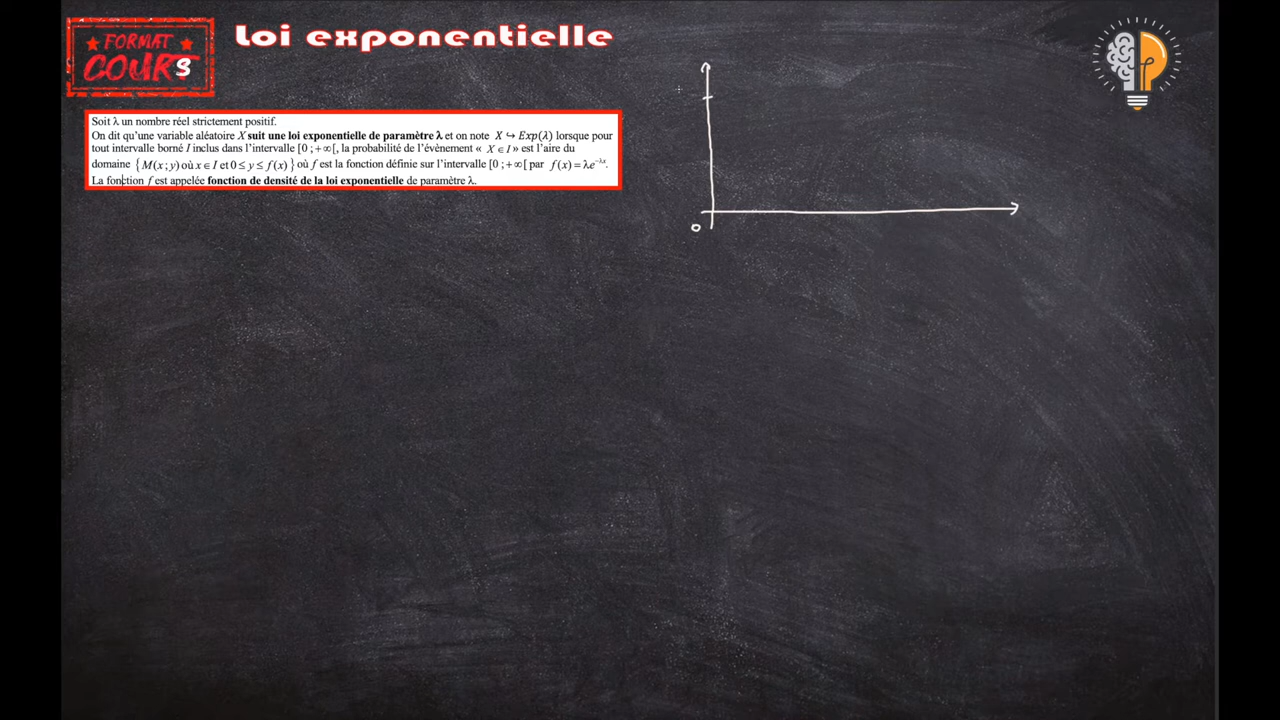 FORMAT
COURS
Loi exponentielle
Soit λ un nombre réel strictement positif.
On dit qu'une variable aléatoire X suit une loi exponentielle de paramètre λ et on note X ↪ Exp(λ) lorsque pour
tout intervalle borné I inclus dans l'intervalle [0 ; +∞[, la probabilité de l'évènement « X ∈ I » est l'aire du
domaine { M(x ; y) où x ∈ I et 0 ≤ y ≤ f(x) } où f est la fonction définie sur l'intervalle [0 ; +∞[ par f(x) = λe^{-λx}.
La fonction f est appelée fonction de densité de la loi exponentielle de paramètre λ.
0